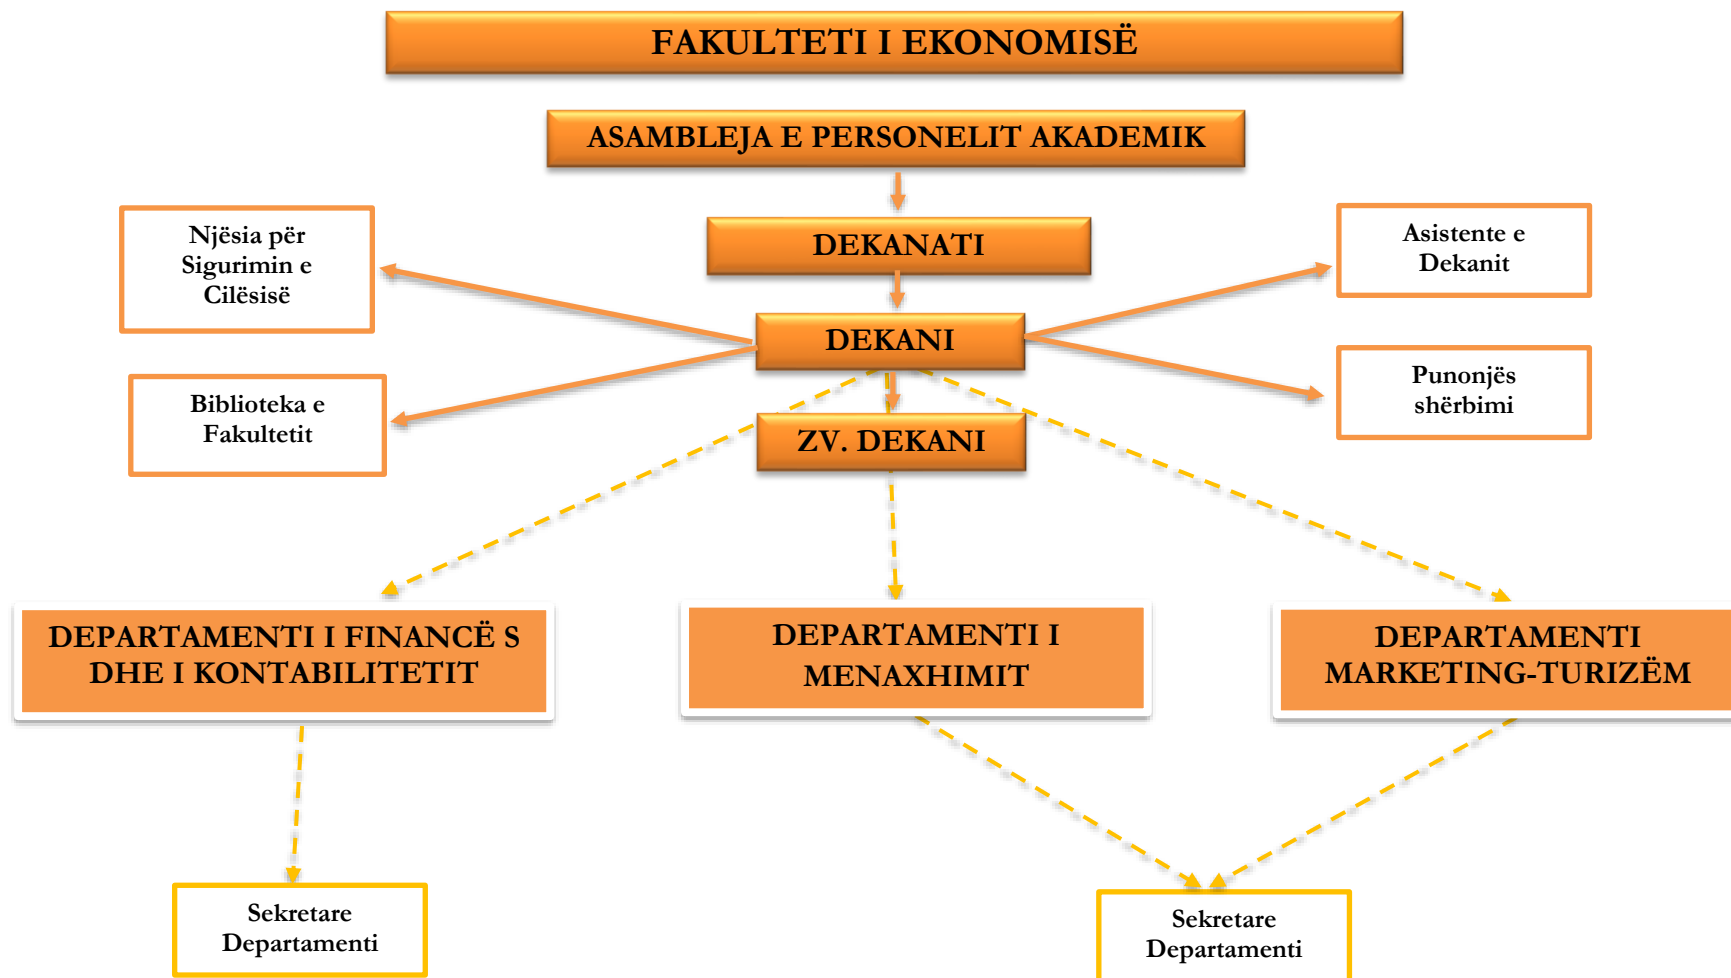 FAKULTETI I EKONOMISË
ASAMBLEJA E PERSONELIT AKADEMIK
Njësia për
Sigurimin e
Cilësisë
DEKANATI
Asistente e
Dekanit
DEKANI
Biblioteka e
Fakultetit
Punonjës
shërbimi
ZV. DEKANI
DEPARTAMENTI I FINANCË S
DHE I KONTABILITETIT
DEPARTAMENTI I
MENAXHIMIT
DEPARTAMENTI
MARKETING-TURIZËM
Sekretare
Departamenti
Sekretare
Departamenti